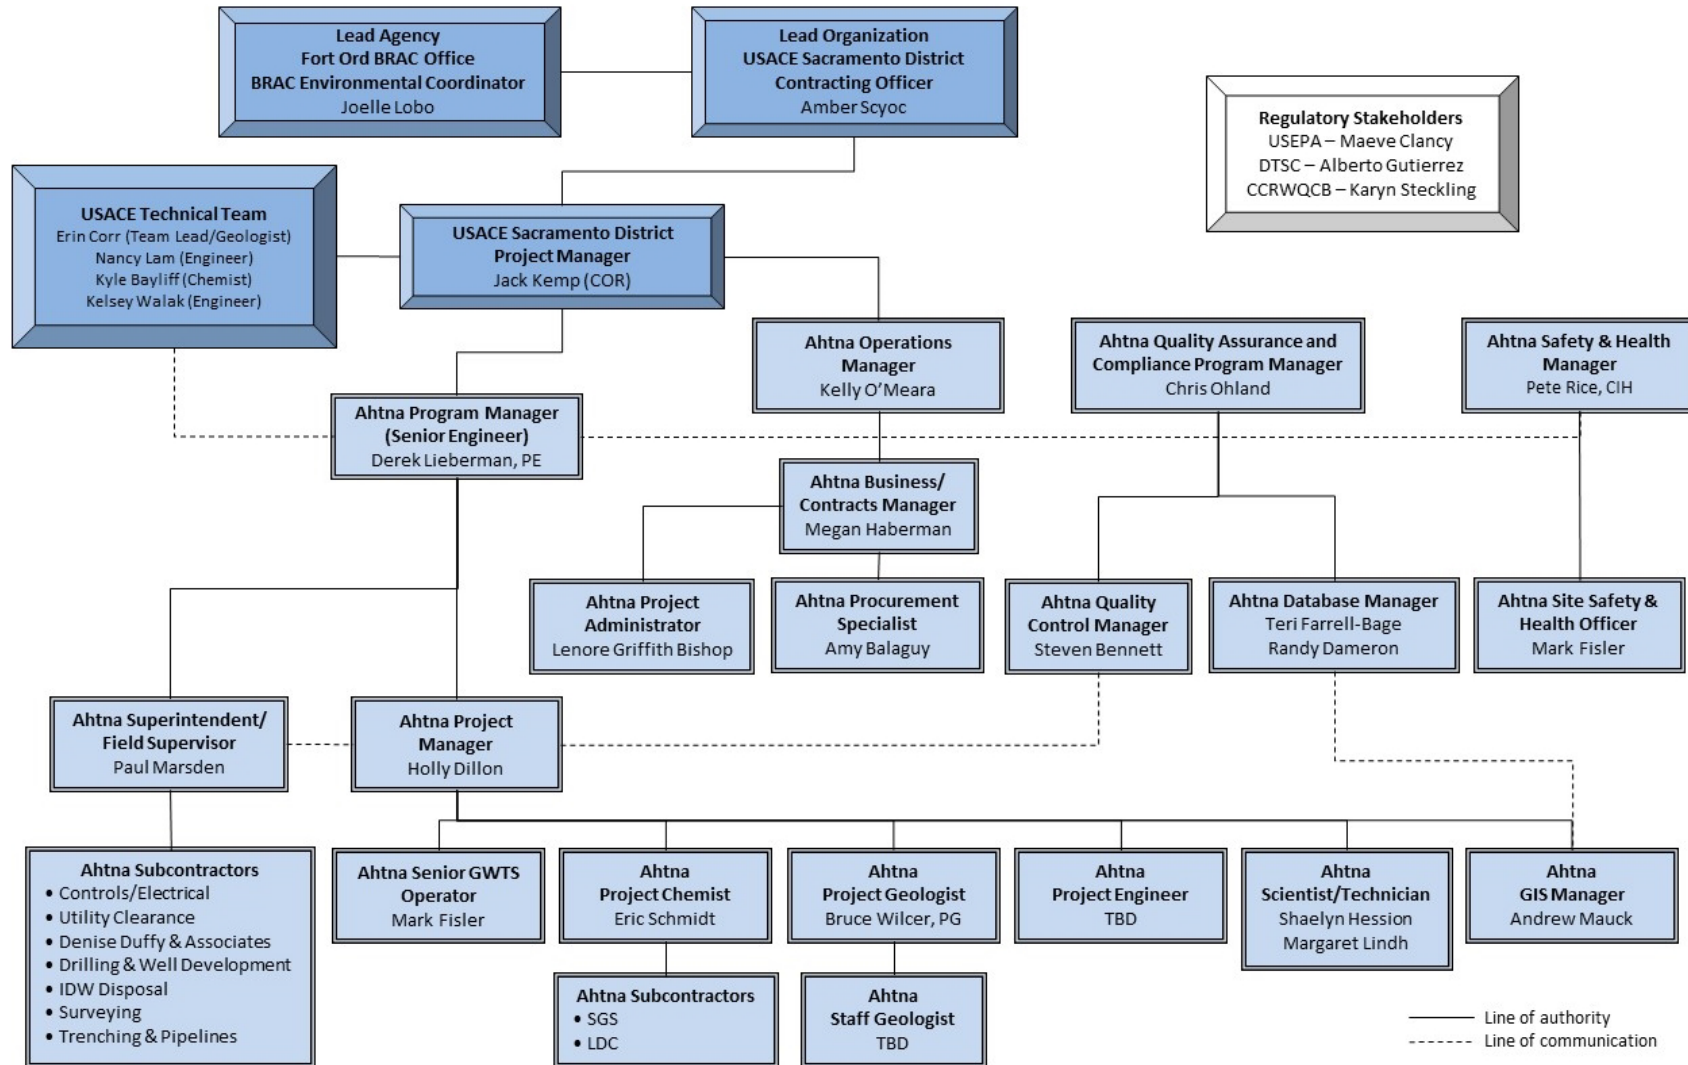 Lead Agency
Fort Ord BRAC Office
BRAC Environmental Coordinator
Joelle Lobo
Lead Organization
USACE Sacramento District
Contracting Officer
Amber Scyoc
Regulatory Stakeholders
USEPA – Maeve Clancy
DTSC – Alberto Gutierrez
CCRWQCB – Karyn Steckling
USACE Technical Team
Erin Corr (Team Lead/Geologist)
Nancy Lam (Engineer)
Kyle Bayliff (Chemist)
Kelsey Walak (Engineer)
USACE Sacramento District
Project Manager
Jack Kemp (COR)
Ahtna Operations
Manager
Kelly O’Meara
Ahtna Quality Assurance and
Compliance Program Manager
Chris Ohland
Ahtna Safety & Health
Manager
Pete Rice, CIH
Ahtna Program Manager
(Senior Engineer)
Derek Lieberman, PE
Ahtna Business/
Contracts Manager
Megan Haberman
Ahtna Project
Administrator
Lenore Griffith Bishop
Ahtna Procurement
Specialist
Amy Balaguy
Ahtna Quality
Control Manager
Steven Bennett
Ahtna Database Manager
Teri Farrell-Bage
Randy Dameron
Ahtna Site Safety &
Health Officer
Mark Fisler
Ahtna Superintendent/
Field Supervisor
Paul Marsden
Ahtna Project
Manager
Holly Dillon
Ahtna Subcontractors
• Controls/Electrical
• Utility Clearance
• Denise Duffy & Associates
• Drilling & Well Development
• IDW Disposal
• Surveying
• Trenching & Pipelines
Ahtna Senior GWTS
Operator
Mark Fisler
Ahtna
Project Chemist
Eric Schmidt
Ahtna
Project Geologist
Bruce Wilcer, PG
Ahtna
Project Engineer
TBD
Ahtna
Scientist/Technician
Shaelyn Hession
Margaret Lindh
Ahtna
GIS Manager
Andrew Mauck
Ahtna Subcontractors
• SGS
• LDC
Ahtna
Staff Geologist
TBD
Line of authority
Line of communication